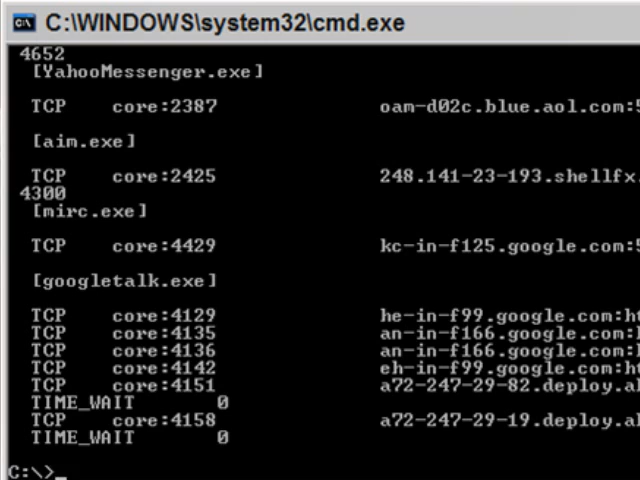 C:\WINDOWS\system32\cmd.exe
4652
[YahooMessenger.exe]
TCP core:2387 oam-d02c.blue.aol.com:5
[aim.exe]
TCP core:2425 248.141-23-193.shellfx.
4300
[mirc.exe]
TCP core:4429 kc-in-f125.google.com:5
[googletalk.exe]
TCP core:4129 he-in-f99.google.com:ht
TCP core:4135 an-in-f166.google.com:
TCP core:4136 an-in-f166.google.com:
TCP core:4142 eh-in-f99.google.com:ht
TCP core:4151 a72-247-29-82.deploy.a
TIME_WAIT 0
TCP core:4158 a72-247-29-19.deploy.a
TIME_WAIT 0
C:\>_